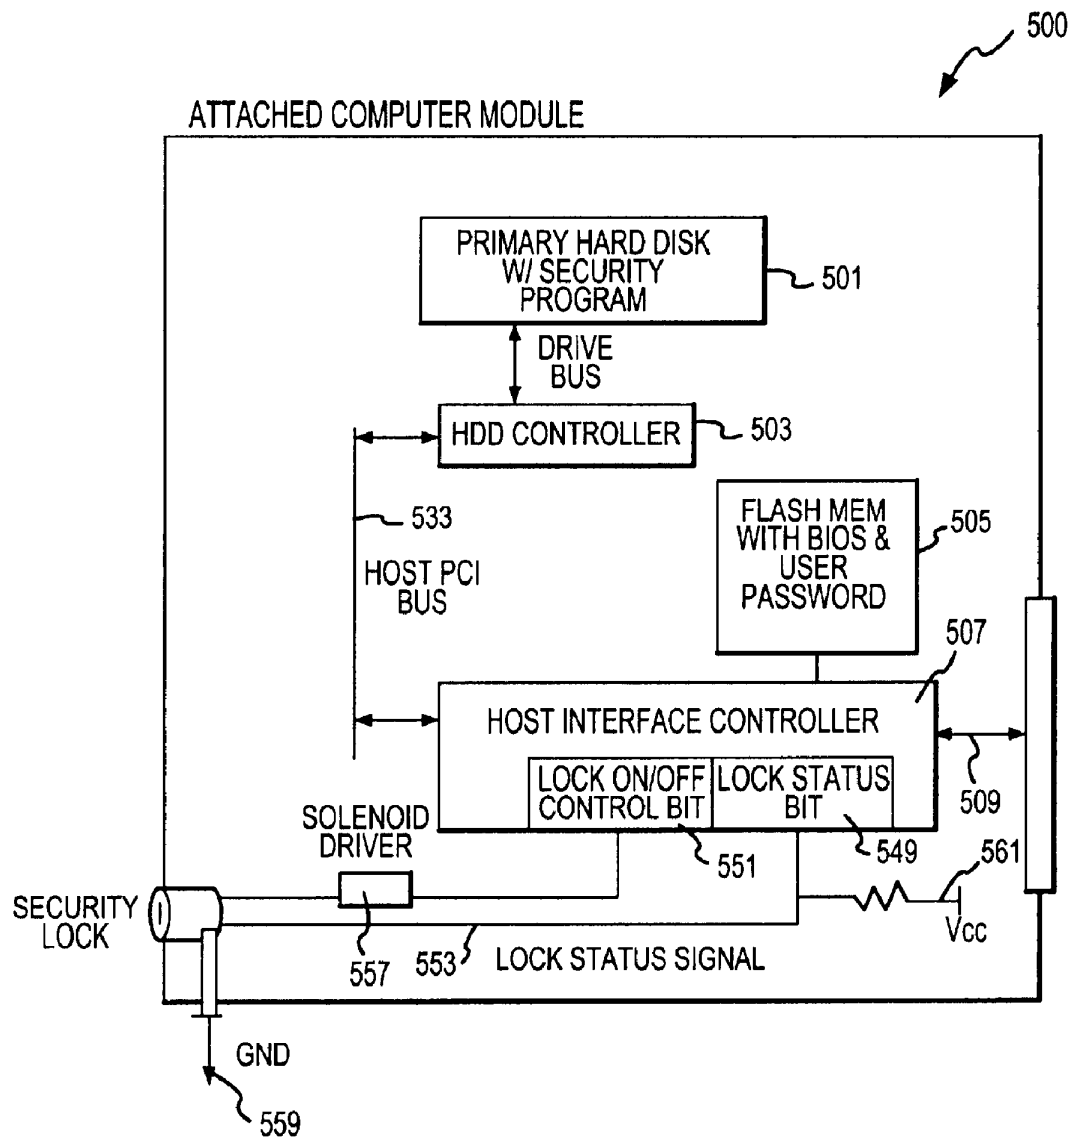 500
ATTACHED COMPUTER MODULE
PRIMARY HARD DISK
W/ SECURITY
PROGRAM
501
DRIVE
BUS
HDD CONTROLLER
503
533
HOST PCI
BUS
FLASH MEM
WITH BIOS &
USER
PASSWORD
505
507
HOST INTERFACE CONTROLLER
LOCK ON/OFF
CONTROL BIT
LOCK STATUS
BIT
509
SOLENOID
DRIVER
551
549
561
SECURITY
LOCK
Vcc
557
553
LOCK STATUS SIGNAL
GND
559